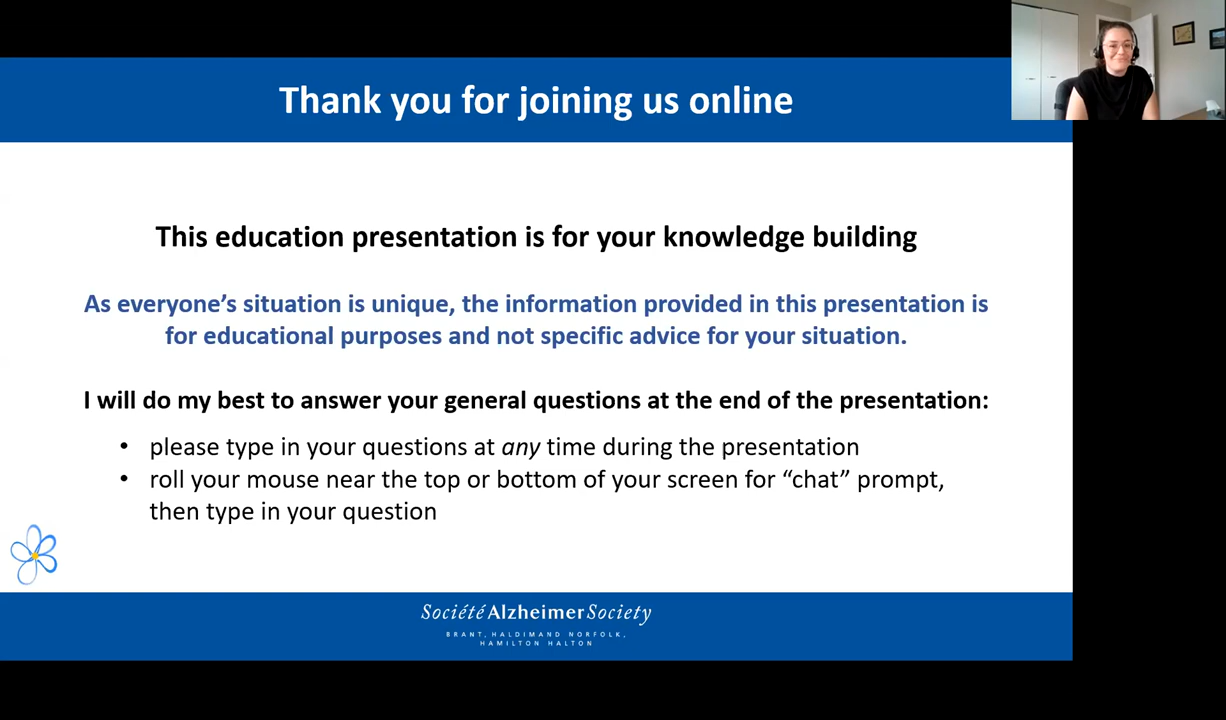 Thank you for joining us online
This education presentation is for your knowledge building
As everyone’s situation is unique, the information provided in this presentation is
for educational purposes and not specific advice for your situation.
I will do my best to answer your general questions at the end of the presentation:
• please type in your questions at any time during the presentation
• roll your mouse near the top or bottom of your screen for “chat” prompt,
then type in your question
Société Alzheimer Society
BRANT, HALDIMAND NORFOLK,
HAMILTON HALTON